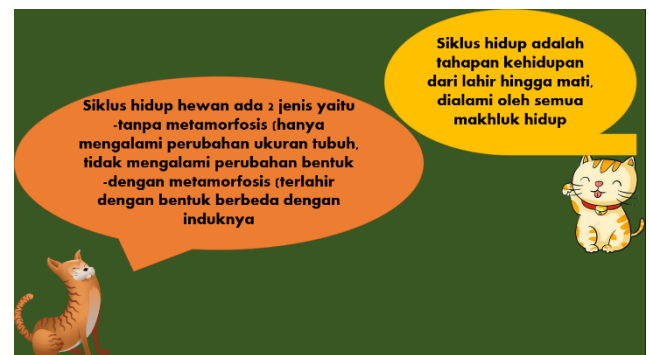 Siklus hidup adalah
tahapan kehidupan
dari lahir hingga mati,
dialami oleh semua
makhluk hidup
Siklus hidup hewan ada 2 jenis yaitu
-tanpa metamorfosis (hanya
mengalami perubahan ukuran tubuh,
tidak mengalami perubahan bentuk
-dengan metamorfosis (terlahir
dengan bentuk berbeda dengan
induknya